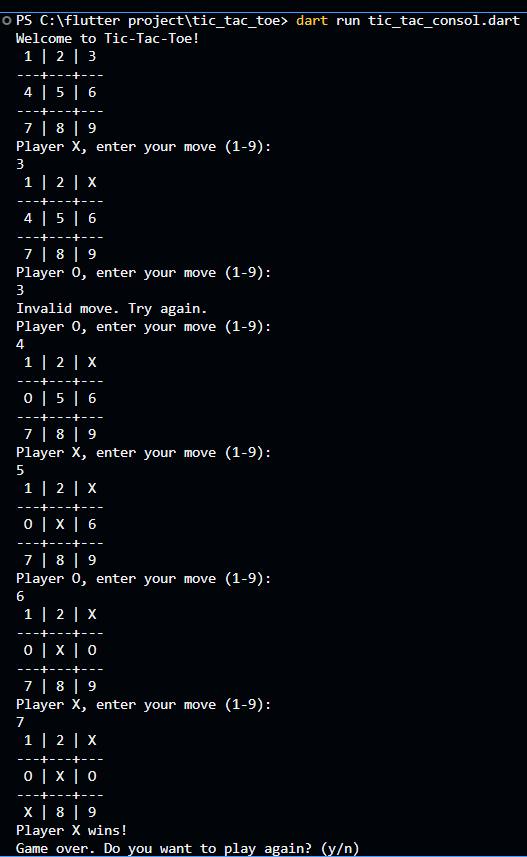 PS C:\flutter project\tic_tac_toe> dart run tic_tac_consol.dart
Welcome to Tic-Tac-Toe!
 1 | 2 | 3
---+---+---
 4 | 5 | 6
---+---+---
 7 | 8 | 9
Player X, enter your move (1-9):
3
 1 | 2 | X
---+---+---
 4 | 5 | 6
---+---+---
 7 | 8 | 9
Player O, enter your move (1-9):
3
Invalid move. Try again.
Player O, enter your move (1-9):
4
 1 | 2 | X
---+---+---
 O | 5 | 6
---+---+---
 7 | 8 | 9
Player X, enter your move (1-9):
5
 1 | 2 | X
---+---+---
 O | X | 6
---+---+---
 7 | 8 | 9
Player O, enter your move (1-9):
6
 1 | 2 | X
---+---+---
 O | X | O
---+---+---
 7 | 8 | 9
Player X, enter your move (1-9):
7
 1 | 2 | X
---+---+---
 O | X | O
---+---+---
 X | 8 | 9
Player X wins!
Game over. Do you want to play again? (y/n)